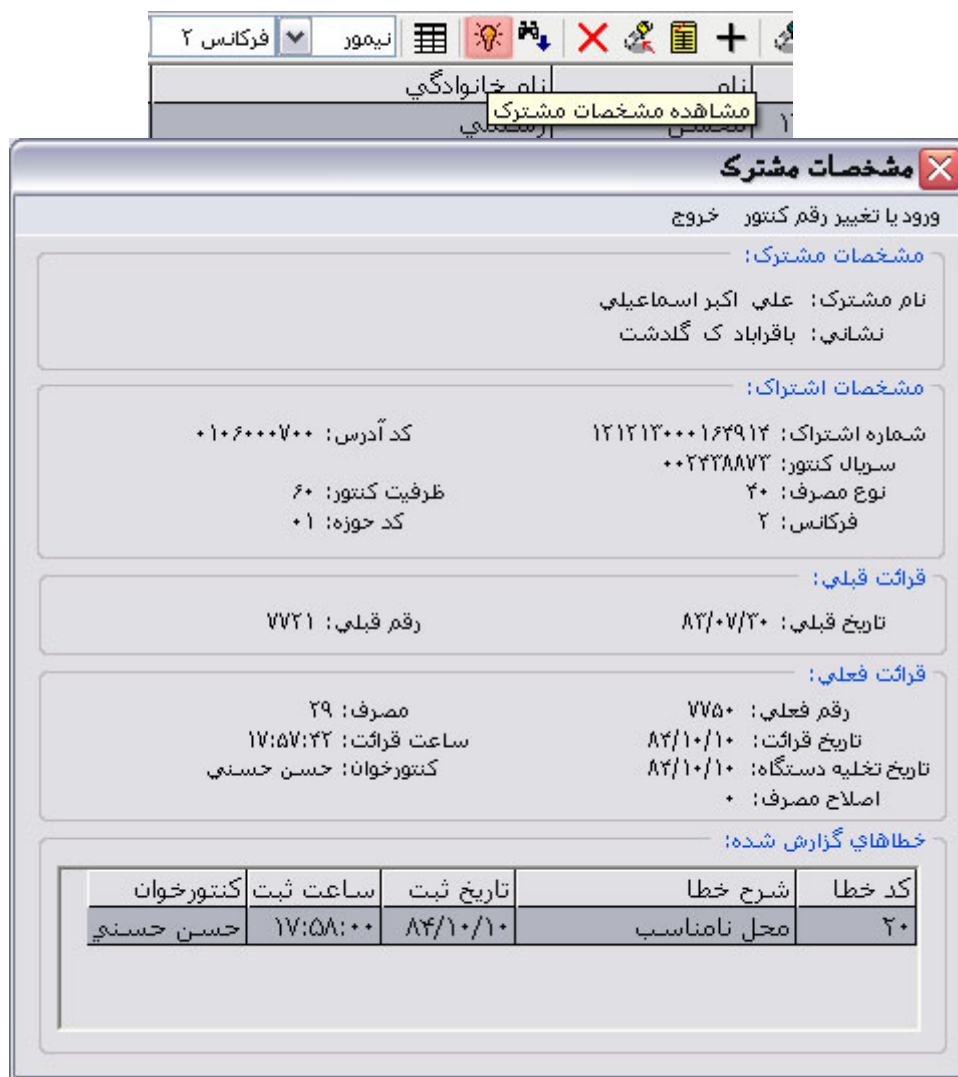 نيمور فرکانس ۲
نام نام خانوادگي
مشاهده مشخصات مشترک
مشخصات مشترک
ورود يا تغيير رقم کنتور خروج
مشخصات مشترک:
نام مشترک: علي اکبر اسماعيلي
نشاني: باقراباد ک گلدشت
مشخصات اشتراک:
شماره اشتراک: ۱۲۱۲۱۳۰۰۰۱۶۴۹۱۴ کد آدرس: ۰۱۰۶۰۰۰۷۰۰
سريال کنتور: ۰۰۲۴۳۸۸۷۳
نوع مصرف: ۴۰ ظرفيت کنتور: ۶۰
فرکانس: ۲ کد حوزه: ۰۱
قرائت قبلي:
تاريخ قبلي: ۸۳/۰۷/۳۰ رقم قبلي: ۷۷۲۱
قرائت فعلي:
رقم فعلي: ۷۷۵۰ مصرف: ۲۹
تاريخ قرائت: ۸۴/۱۰/۱۰ ساعت قرائت: ۱۷:۵۷:۴۲
تاريخ تخليه دستگاه: ۸۴/۱۰/۱۰ کنتورخوان: حسن حسني
اصلاح مصرف: ۰
خطاهاي گزارش شده:
کد خطا شرح خطا تاريخ ثبت ساعت ثبت کنتورخوان
۲۰ محل نامناسب ۸۴/۱۰/۱۰ ۱۷:۵۸:۰۰ حسن حسني